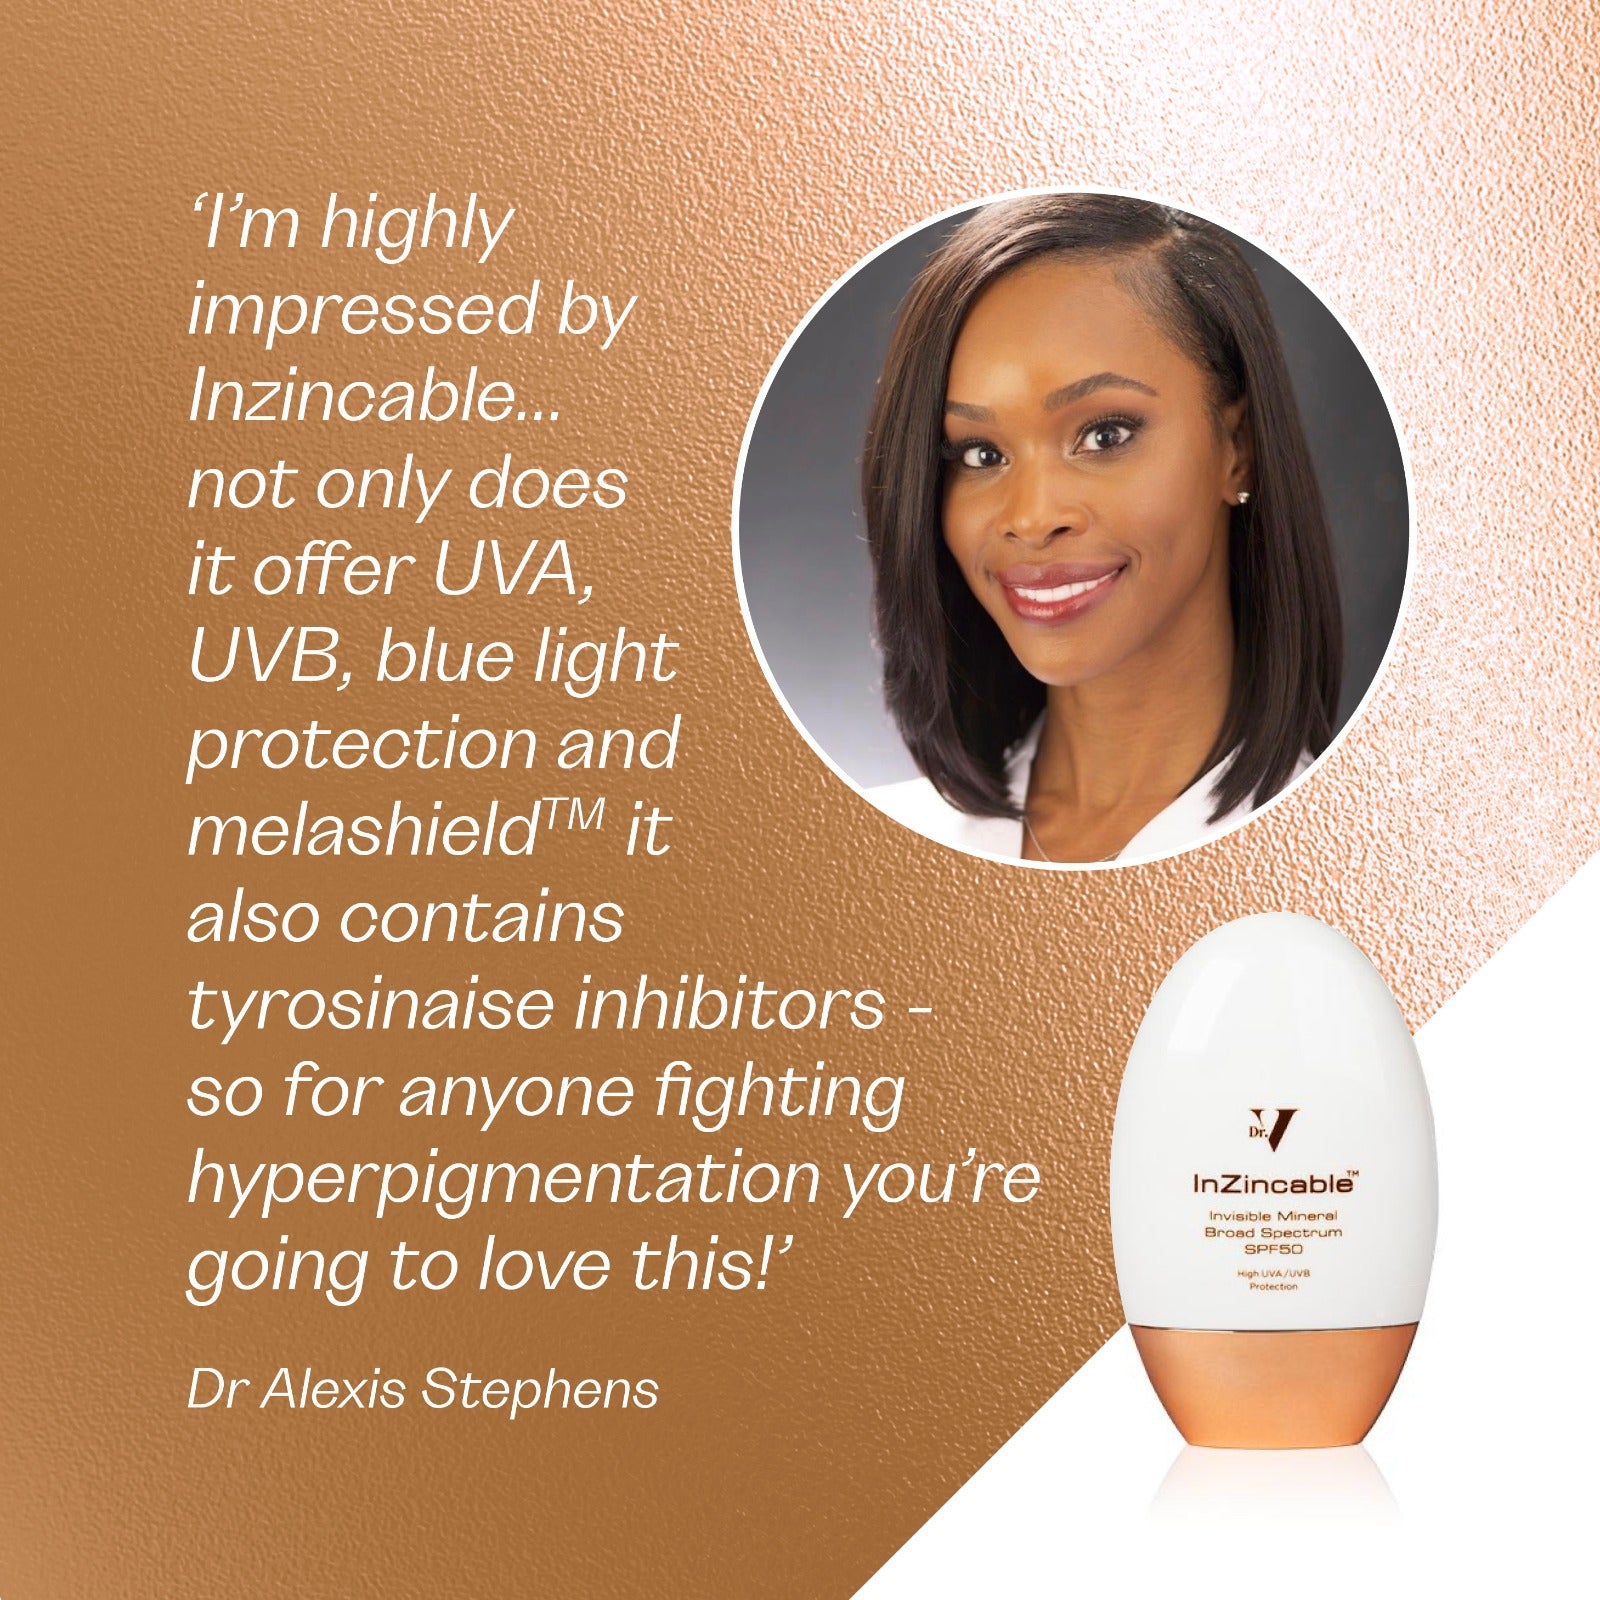 ‘I’m highly
impressed by
Inzincable...
not only does
it offer UVA,
UVB, blue light
protection and
melashield™ it
also contains
tyrosinaise inhibitors -
so for anyone fighting
hyperpigmentation you’re
going to love this!’
Dr Alexis Stephens
Dr. V
InZincable™
Invisible Mineral
Broad Spectrum
SPF50
High UVA/UVB
Protection